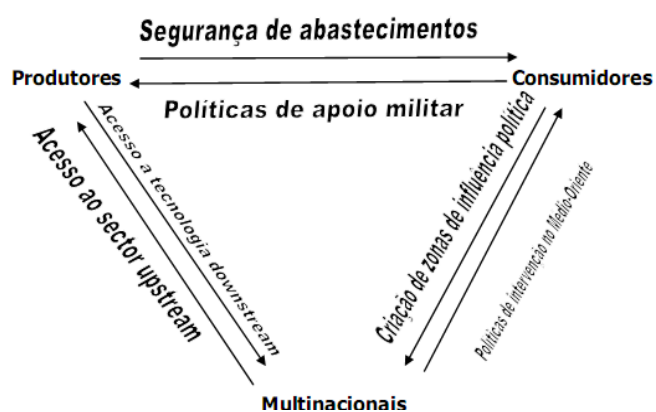 Segurança de abastecimentos
Produtores
Consumidores
Políticas de apoio militar
Acesso a tecnologia downstream
Acesso ao sector upstream
Criação de zonas de influência política
Políticas de intervenção no Medio-Oriente
Multinacionais